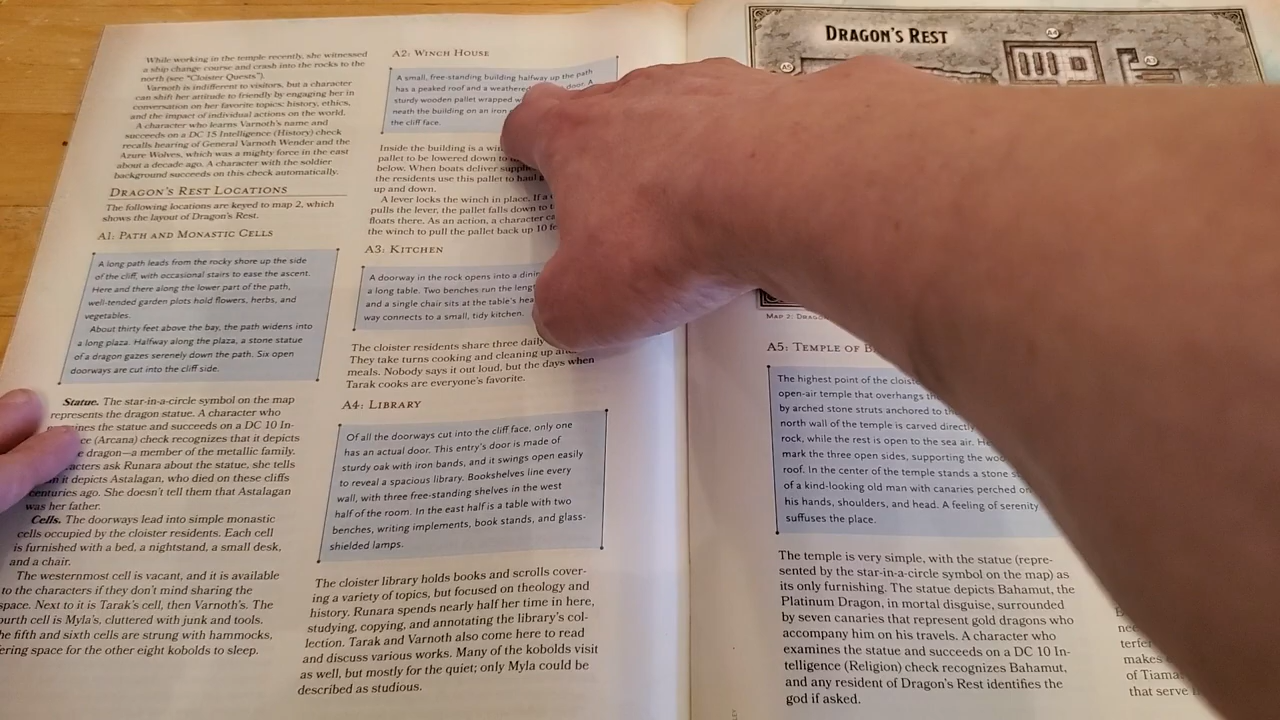 While working in the temple recently, she witnessed
a ship change course and crash into the rocks to the
north (see "Cloister Quests").
Varnoth is indifferent to visitors, but a character
can shift her attitude to friendly by engaging her in
conversation on her favorite topics: history, ethics,
and the impact of individual actions on the world.
A character who learns Varnoth's name and
succeeds on a DC 15 Intelligence (History) check
recalls hearing of General Varnoth Wender and the
Azure Wolves, which was a mighty force in the east
about a decade ago. A character with the soldier
background succeeds on this check automatically.
Dragon's Rest Locations
The following locations are keyed to map 2, which
shows the layout of Dragon's Rest.
A1: Path and Monastic Cells
A long path leads from the rocky shore up the side
of the cliff, with occasional stairs to ease the ascent.
Here and there along the lower part of the path,
well-tended garden plots hold flowers, herbs, and
vegetables.
About thirty feet above the bay, the path widens into
a long plaza. Halfway along the plaza, a stone statue
of a dragon gazes serenely down the path. Six open
doorways are cut into the cliff side.
Statue. The star-in-a-circle symbol on the map
represents the dragon statue. A character who
the statue and succeeds on a DC 10 In-
(Arcana) check recognizes that it depicts
dragon—a member of the metallic family.
ask Runara about the statue, she tells
it depicts Astalagan, who died on these cliffs
centuries ago. She doesn't tell them that Astalagan
was her father.
Cells. The doorways lead into simple monastic
cells occupied by the cloister residents. Each cell
is furnished with a bed, a nightstand, a small desk,
and a chair.
The westernmost cell is vacant, and it is available
to the characters if they don't mind sharing the
space. Next to it is Tarak's cell, then Varnoth's. The
fourth cell is Myla's, cluttered with junk and tools.
The fifth and sixth cells are strung with hammocks,
space for the other eight kobolds to sleep.
A2: Winch House
A small, free-standing building halfway up the path
has a peaked roof and a weathered door. A
sturdy wooden pallet wrapped
neath the building on an iron
the cliff face.
Inside the building is a
pallet to be lowered down to
below. When boats deliver
the residents use this pallet to
up and down.
A lever locks the winch in place. If a
pulls the lever, the pallet falls down to
floats there. As an action, a character
the winch to pull the pallet back up 10
A3: Kitchen
A doorway in the rock opens into a
a long table. Two benches run the
and a single chair sits at the table's
way connects to a small, tidy kitchen.
The cloister residents share three daily
They take turns cooking and cleaning up
meals. Nobody says it out loud, but the days when
Tarak cooks are everyone's favorite.
A4: Library
Of all the doorways cut into the cliff face, only one
has an actual door. This entry's door is made of
sturdy oak with iron bands, and it swings open easily
to reveal a spacious library. Bookshelves line every
wall, with three free-standing shelves in the west
half of the room. In the east half is a table with two
benches, writing implements, book stands, and glass-
shielded lamps.
The cloister library holds books and scrolls cover-
ing a variety of topics, but focused on theology and
history. Runara spends nearly half her time in here,
studying, copying, and annotating the library's col-
lection. Tarak and Varnoth also come here to read
and discuss various works. Many of the kobolds visit
as well, but mostly for the quiet; only Myla could be
described as studious.
Dragon's Rest
A4
A5
A3
Map 2:
A5: Temple of
The highest point of the
open-air temple that overhangs
by arched stone struts anchored to
north wall of the temple is carved directly
rock, while the rest is open to the sea air.
mark the three open sides, supporting the
roof. In the center of the temple stands a stone
of a kind-looking old man with canaries perched on
his hands, shoulders, and head. A feeling of serenity
suffuses the place.
The temple is very simple, with the statue (repre-
sented by the star-in-a-circle symbol on the map) as
its only furnishing. The statue depicts Bahamut, the
Platinum Dragon, in mortal disguise, surrounded
by seven canaries that represent gold dragons who
accompany him on his travels. A character who
examines the statue and succeeds on a DC 10 In-
telligence (Religion) check recognizes Bahamut,
and any resident of Dragon's Rest identifies the
god if asked.
makes
of Tiama
that serve